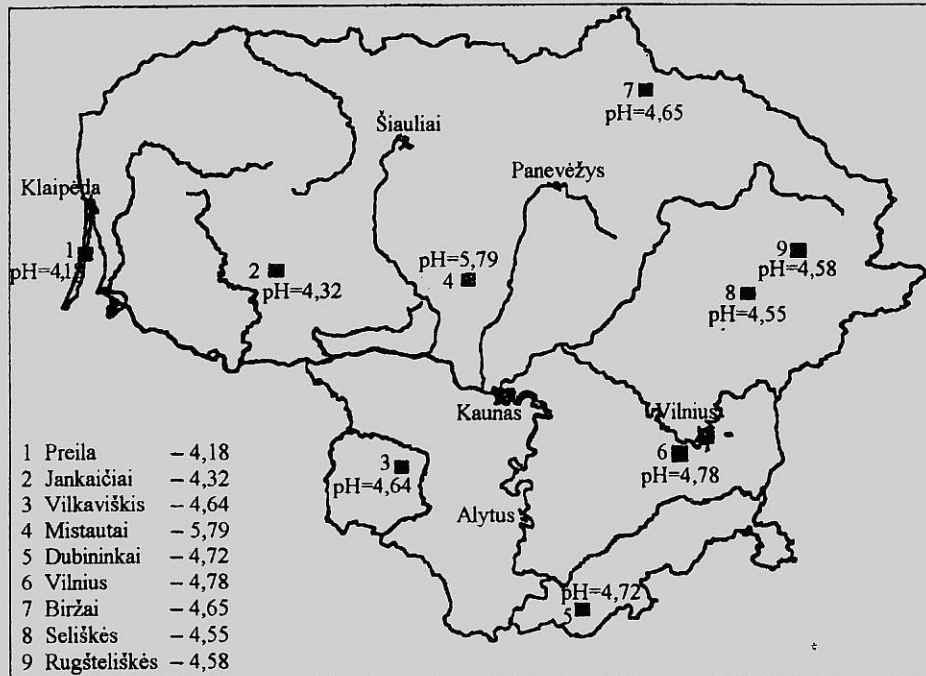 7
pH=4,65
Šiauliai
Panevėžys
Klaipėda
1
pH=4,18
2
pH=4,32
pH=5,79
4
9
pH=4,58
8
pH=4,55
Kaunas
Vilnius
6
pH=4,78
3
pH=4,64
Alytus
pH=4,72
5
1 Preila – 4,18
2 Jankaičiai – 4,32
3 Vilkaviškis – 4,64
4 Mistautai – 5,79
5 Dubininkai – 4,72
6 Vilnius – 4,78
7 Biržai – 4,65
8 Seliškės – 4,55
9 Rugšteliškės – 4,58